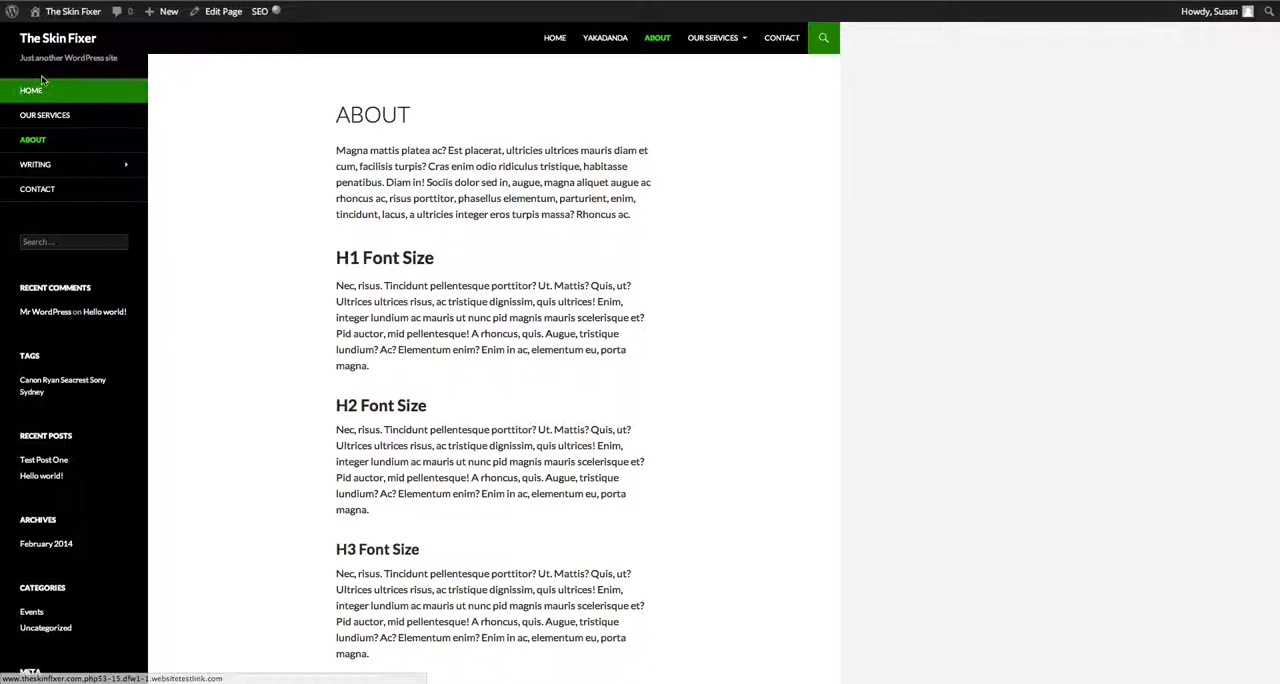 The Skin Fixer 0 New Edit Page SEO Howdy, Susan
The Skin Fixer
Just another WordPress site
HOME YAKADANDA ABOUT OUR SERVICES CONTACT
HOME
OUR SERVICES
ABOUT
WRITING
CONTACT
Search ...
RECENT COMMENTS
Mr WordPress on Hello world!
TAGS
Canon Ryan Seacrest Sony
Sydney
RECENT POSTS
Test Post One
Hello world!
ARCHIVES
February 2014
CATEGORIES
Events
Uncategorized
META
ABOUT
Magna mattis platea ac? Est placerat, ultricies ultrices mauris diam et
cum, facilisis turpis? Cras enim odio ridiculus tristique, habitasse
penatibus. Diam in! Sociis dolor sed in, augue, magna aliquet augue ac
rhoncus ac, risus porttitor, phasellus elementum, parturient, enim,
tincidunt, lacus, a ultricies integer eros turpis massa? Rhoncus ac.
H1 Font Size
Nec, risus. Tincidunt pellentesque porttitor? Ut. Mattis? Quis, ut?
Ultrices ultrices risus, ac tristique dignissim, quis ultrices! Enim,
integer lundium ac mauris ut nunc pid magnis mauris scelerisque et?
Pid auctor, mid pellentesque! A rhoncus, quis. Augue, tristique
lundium? Ac? Elementum enim? Enim in ac, elementum eu, porta
magna.
H2 Font Size
Nec, risus. Tincidunt pellentesque porttitor? Ut. Mattis? Quis, ut?
Ultrices ultrices risus, ac tristique dignissim, quis ultrices! Enim,
integer lundium ac mauris ut nunc pid magnis mauris scelerisque et?
Pid auctor, mid pellentesque! A rhoncus, quis. Augue, tristique
lundium? Ac? Elementum enim? Enim in ac, elementum eu, porta
magna.
H3 Font Size
Nec, risus. Tincidunt pellentesque porttitor? Ut. Mattis? Quis, ut?
Ultrices ultrices risus, ac tristique dignissim, quis ultrices! Enim,
integer lundium ac mauris ut nunc pid magnis mauris scelerisque et?
Pid auctor, mid pellentesque! A rhoncus, quis. Augue, tristique
lundium? Ac? Elementum enim? Enim in ac, elementum eu, porta
magna.
www.theskinfixer.com.php53-15.dfw1-1.websitetestlink.com